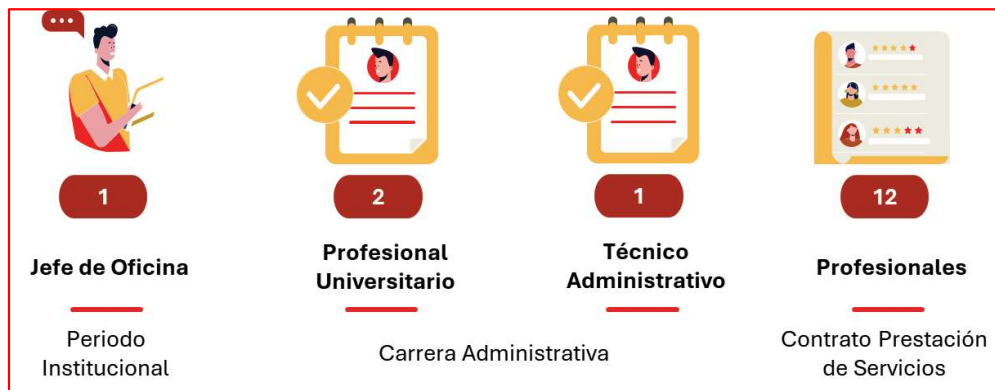 1
Jefe de Oficina
Periodo
Institucional
2
Profesional
Universitario
1
Técnico
Administrativo
Carrera Administrativa
12
Profesionales
Contrato Prestación
de Servicios